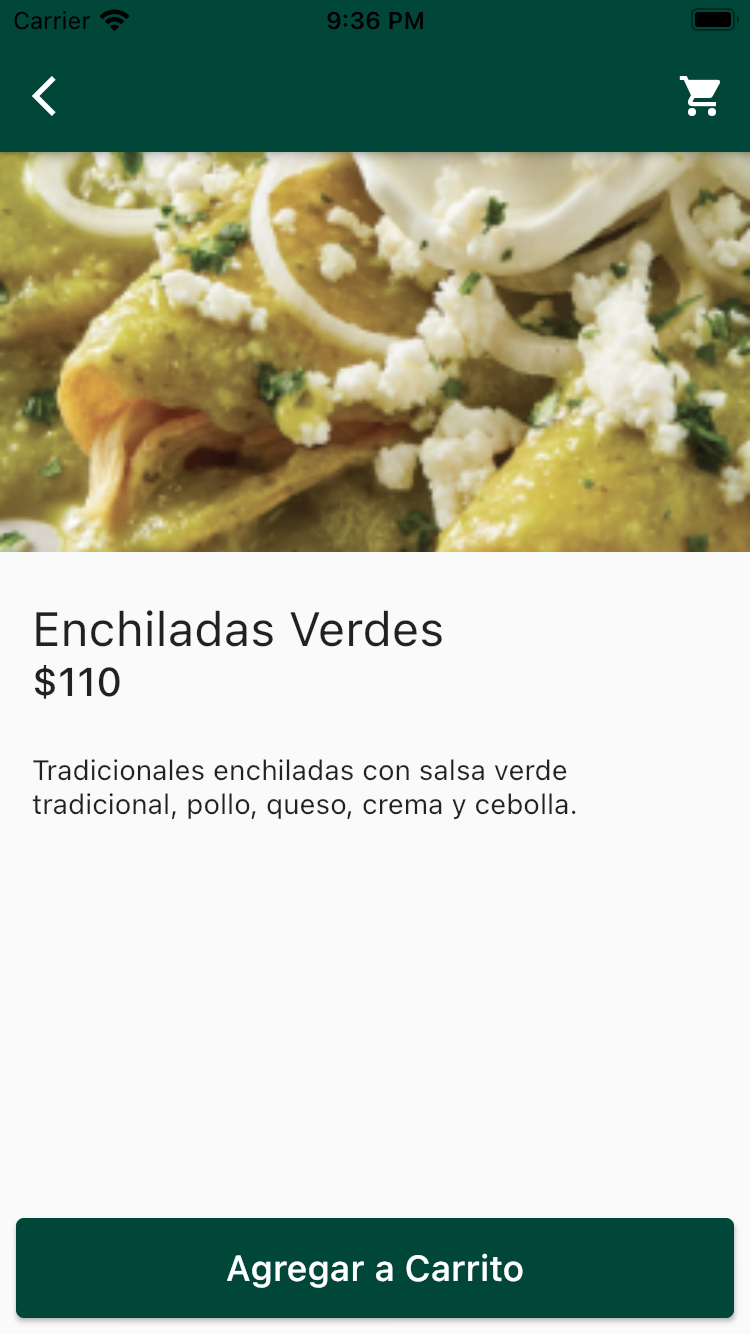 Carrier 9:36 PM
Enchiladas Verdes
$110
Tradicionales enchiladas con salsa verde
tradicional, pollo, queso, crema y cebolla.
Agregar a Carrito